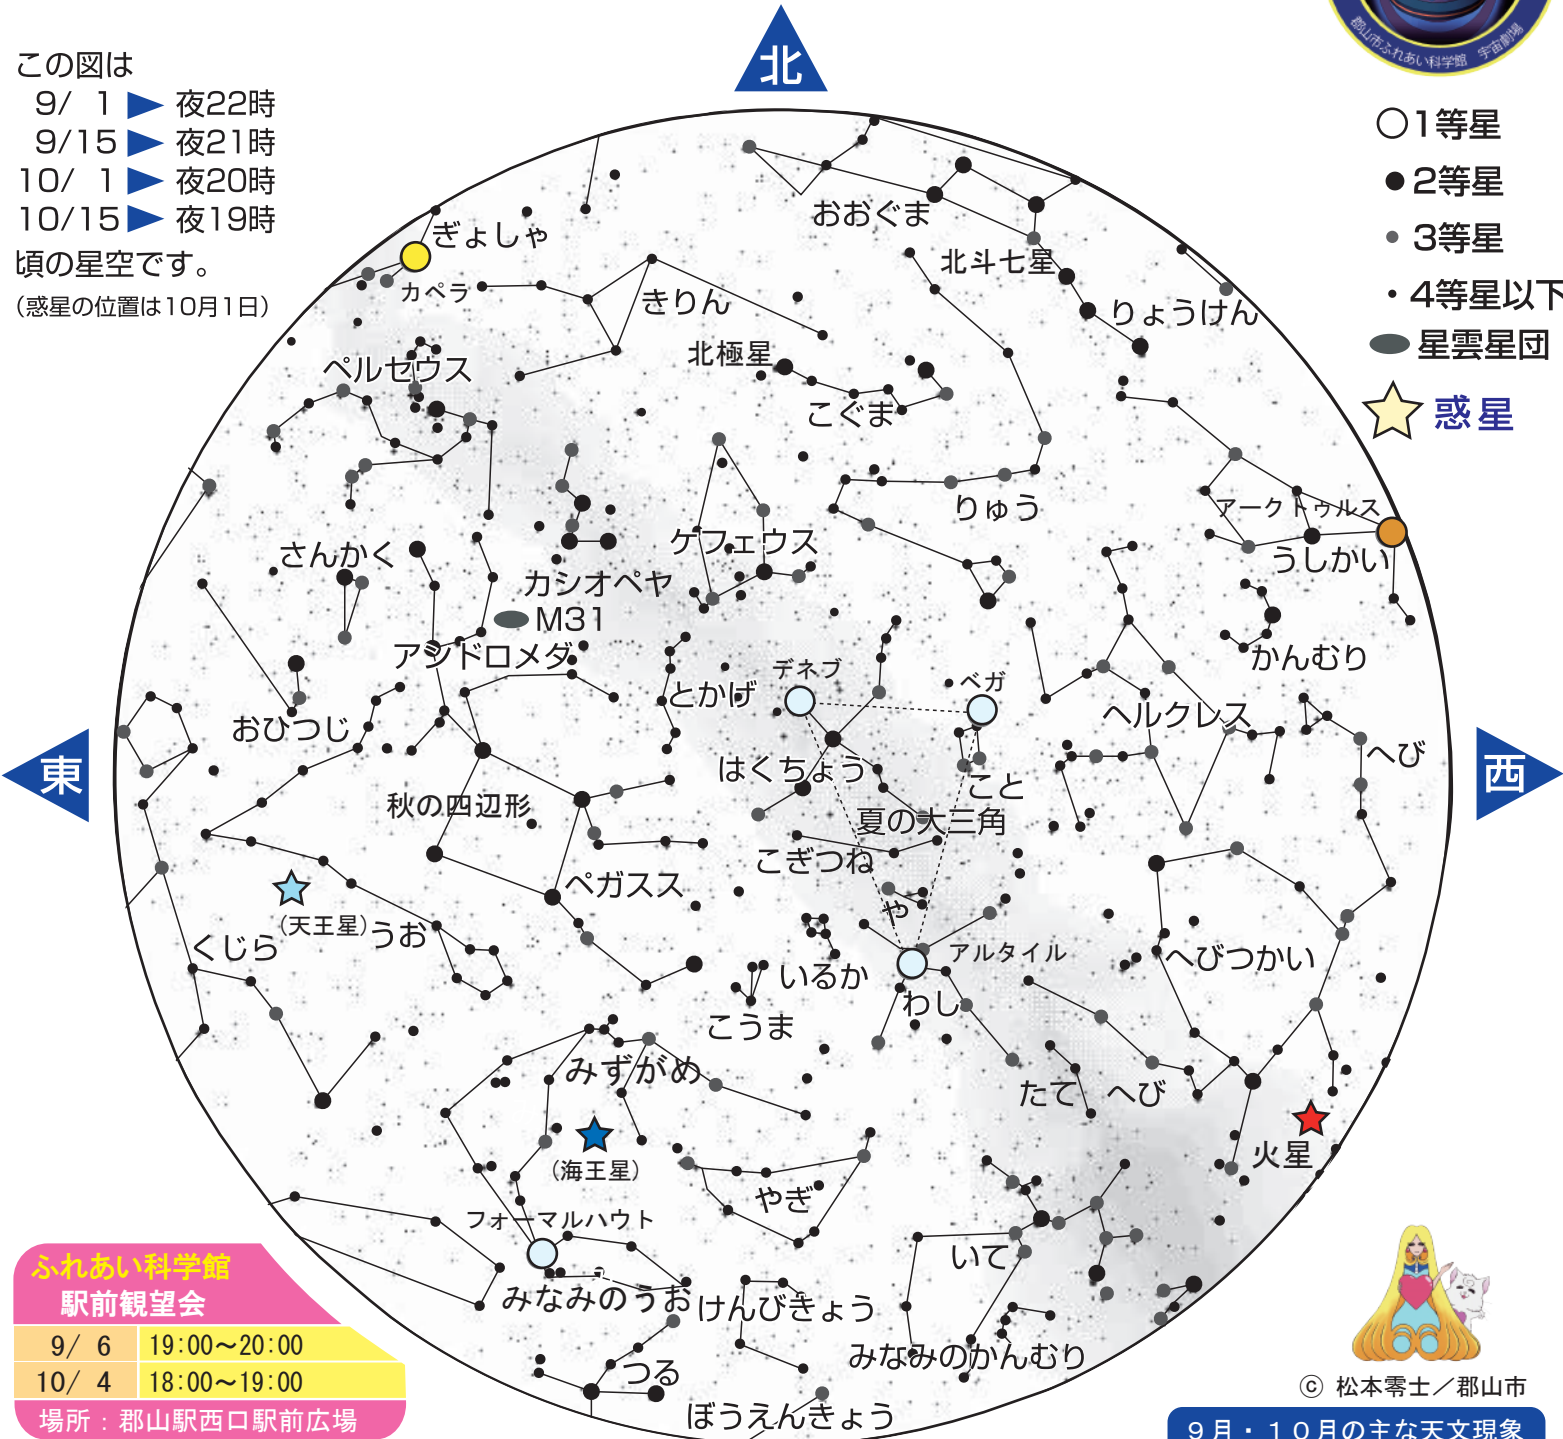 郡山市ふれあい科学館 宇宙劇場
この図は
9/ 1 ▶ 夜22時
9/15 ▶ 夜21時
10/ 1 ▶ 夜20時
10/15 ▶ 夜19時
頃の星空です。
(惑星の位置は10月1日)
北
1等星
2等星
3等星
4等星以下
星雲星団
惑星
おおぐま
ぎょしゃ
北斗七星
カペラ
きりん
りょうけん
北極星
ペルセウス
こぐま
りゅう
アークトゥルス
ケフェウス
さんかく
うしかい
カシオペヤ
M31
アンドロメダ
かんむり
デネブ
ベガ
とかげ
ヘルクレス
おひつじ
へび
東
はくちょう
西
こと
秋の四辺形
夏の大三角
こぎつね
ペガスス
や
(天王星)
うお
くじら
アルタイル
へびつかい
いるか
わし
こうま
みずがめ
たて
へび
火星
(海王星)
やぎ
フォーマルハウト
いて
みなみのうお
けんびきょう
みなみのかんむり
つる
ぼうえんきょう
ふれあい科学館
駅前観望会
9/ 6 19:00〜20:00
10/ 4 18:00〜19:00
場所：郡山駅西口駅前広場
© 松本零士／郡山市
9月・10月の主な天文現象